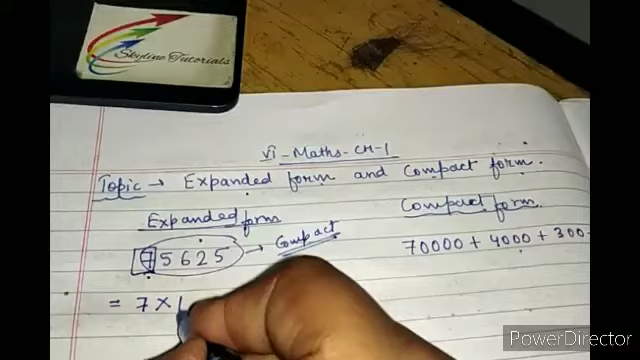 Skyline Tutorials
VI - Maths - CH-1
Topic → Expanded form and Compact form.
Expanded form
Compact form
75625 → Compact
70000 + 4000 + 300
= 7 × 1
PowerDirector